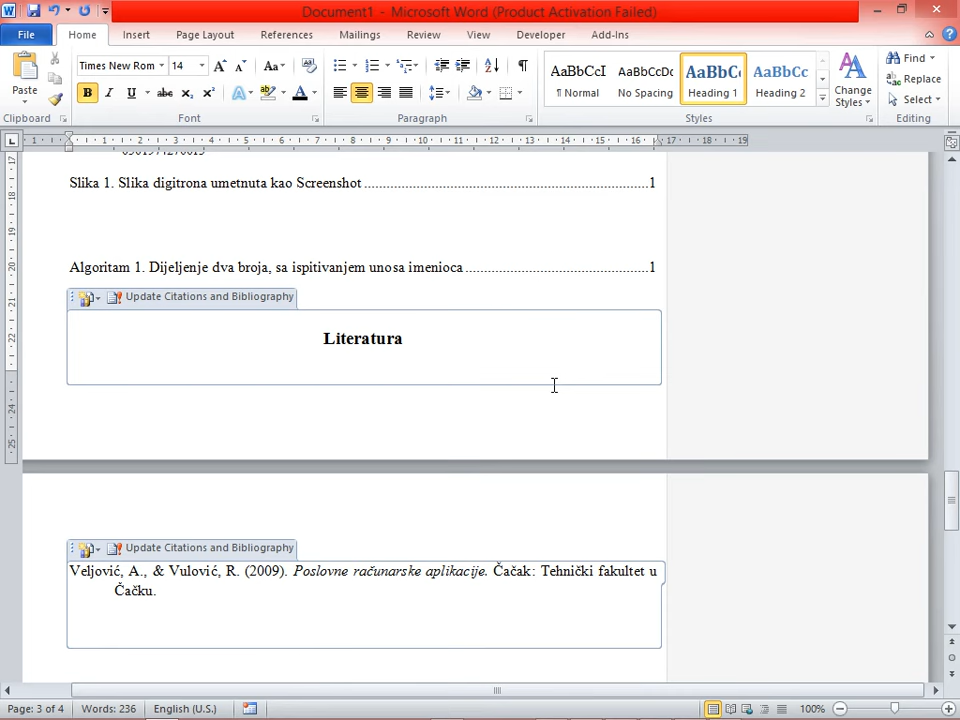 Document1 - Microsoft Word (Product Activation Failed)
File Home Insert Page Layout References Mailings Review View Developer Add-Ins
Times New Rom 14
AaBbCcI AaBbCcDc AaBbC AaBbCc
Paste
¶ Normal No Spacing Heading 1 Heading 2
Change Styles
Find
Replace
Select
Clipboard Font Paragraph Styles Editing
Slika 1. Slika digitrona umetnuta kao Screenshot ........ 1
Algoritam 1. Dijeljenje dva broja, sa ispitivanjem unosa imenioca ........ 1
Update Citations and Bibliography
Literatura
Update Citations and Bibliography
Veljović, A., & Vulović, R. (2009). Poslovne računarske aplikacije. Čačak: Tehnički fakultet u
Čačku.
Page: 3 of 4 Words: 236 English (U.S.) 100%